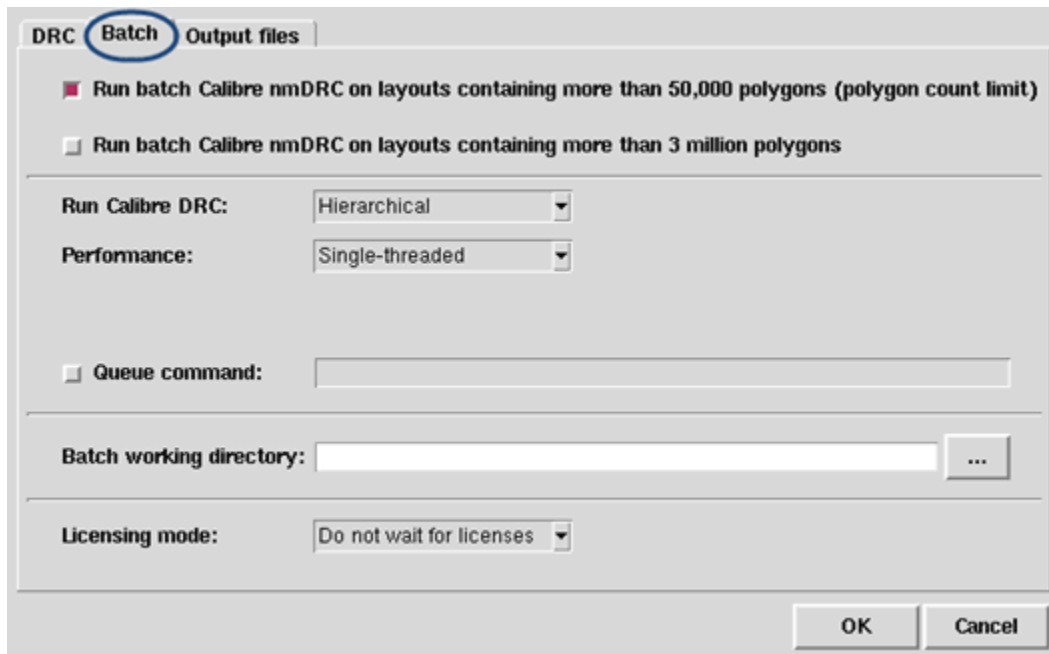 DRC Batch Output files
Run batch Calibre nmDRC on layouts containing more than 50,000 polygons (polygon count limit)
Run batch Calibre nmDRC on layouts containing more than 3 million polygons
Run Calibre DRC: Hierarchical
Performance: Single-threaded
Queue command:
Batch working directory: ...
Licensing mode: Do not wait for licenses
OK Cancel